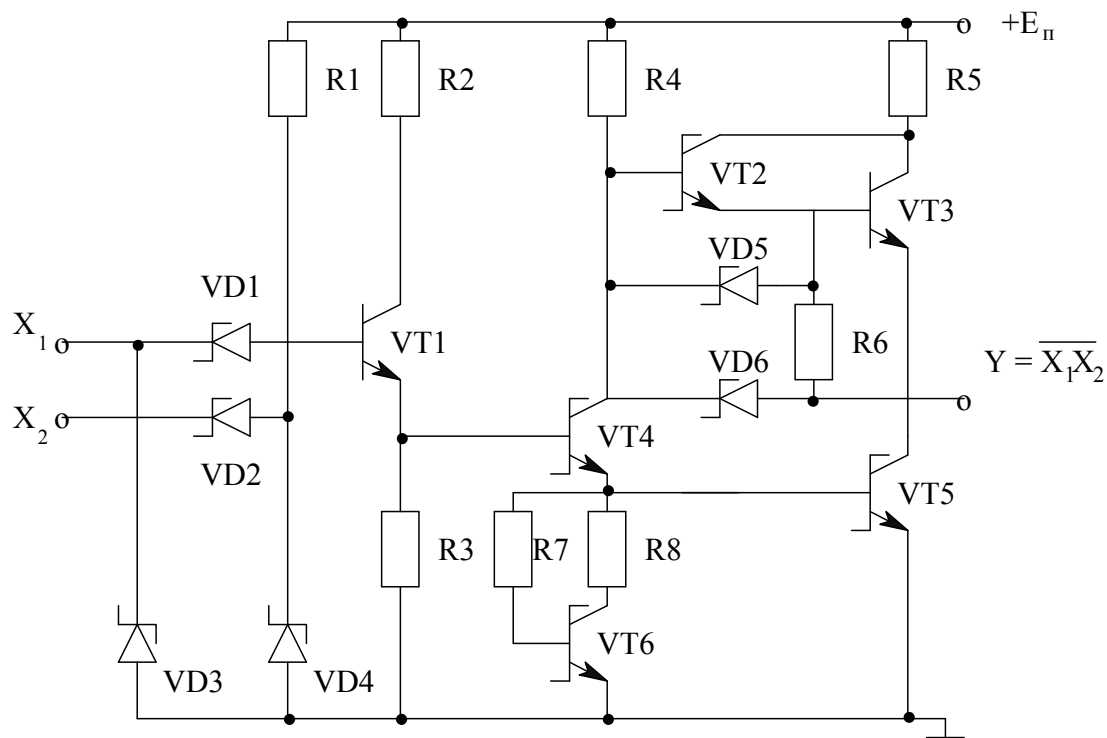 +Eп
R1
R2
R4
R5
VT2
VT3
VD5
VD1
X1
VT1
R6
VD6
Y = X1X2
X2
VT4
VD2
VT5
R3
R7
R8
VT6
VD3
VD4